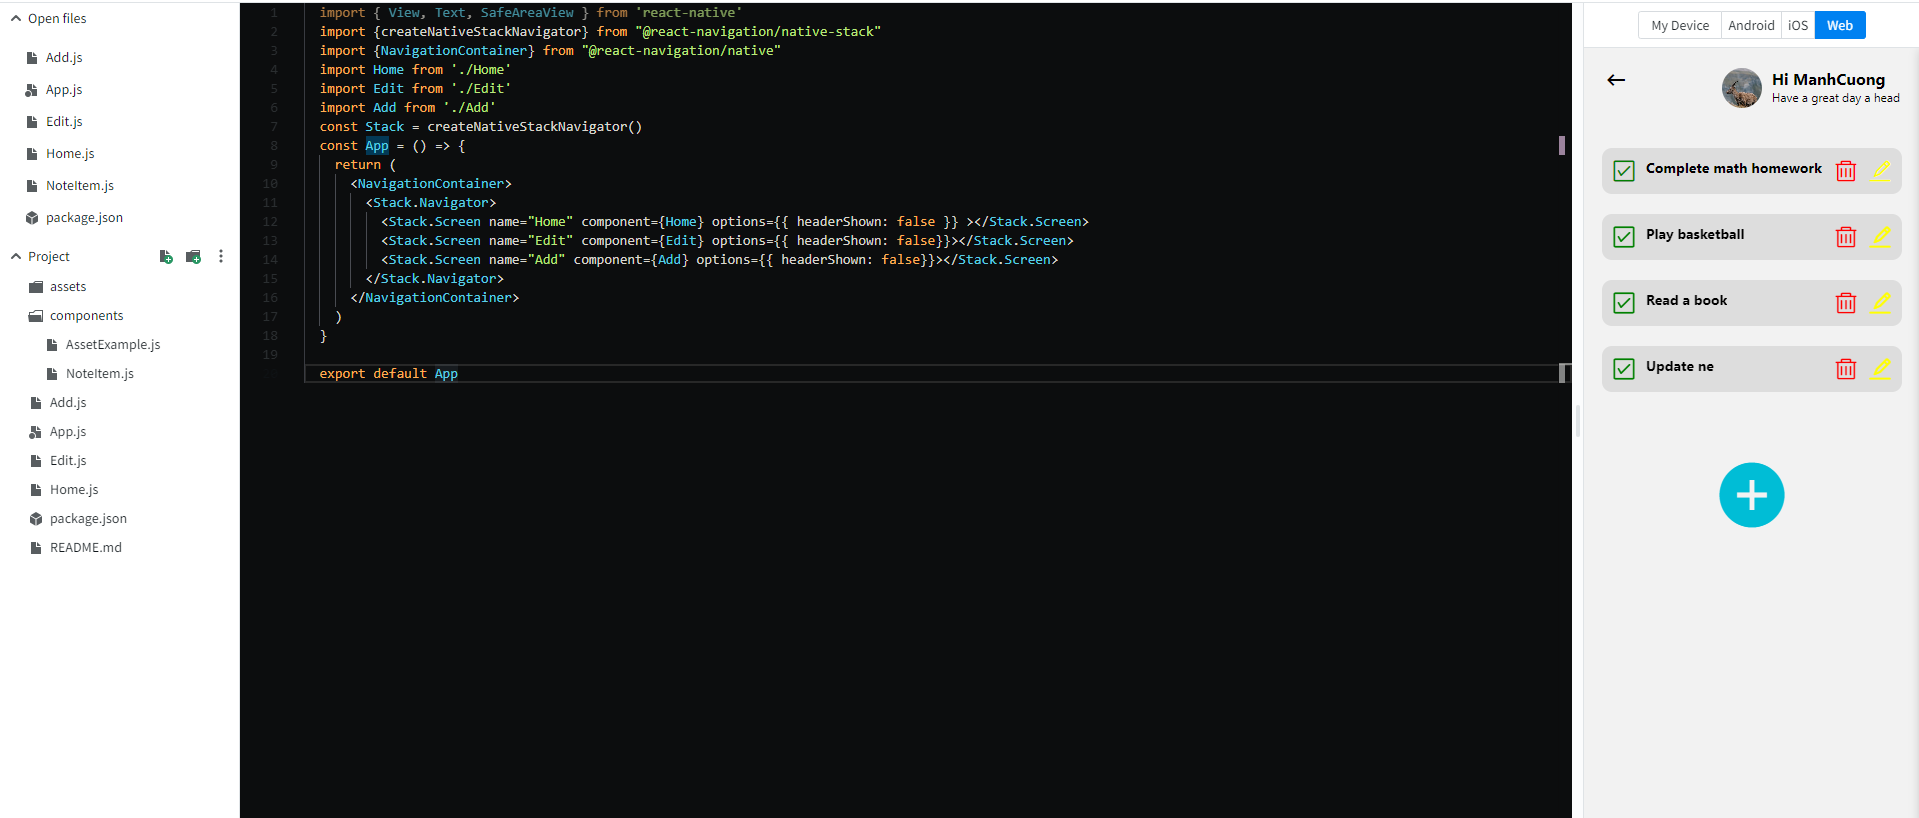 Open files
Add.js
App.js
Edit.js
Home.js
NoteItem.js
package.json
Project
assets
components
AssetExample.js
NoteItem.js
Add.js
App.js
Edit.js
Home.js
package.json
README.md
1 import { View, Text, SafeAreaView } from 'react-native'
2 import {createNativeStackNavigator} from "@react-navigation/native-stack"
3 import {NavigationContainer} from "@react-navigation/native"
4 import Home from './Home'
5 import Edit from './Edit'
6 import Add from './Add'
7 const Stack = createNativeStackNavigator()
8 const App = () => {
9 return (
10 <NavigationContainer>
11 <Stack.Navigator>
12 <Stack.Screen name="Home" component={Home} options={{ headerShown: false }} ></Stack.Screen>
13 <Stack.Screen name="Edit" component={Edit} options={{ headerShown: false}}></Stack.Screen>
14 <Stack.Screen name="Add" component={Add} options={{ headerShown: false}}></Stack.Screen>
15 </Stack.Navigator>
16 </NavigationContainer>
17 )
18 }
19
export default App
My Device Android iOS Web
Hi ManhCuong
Have a great day a head
Complete math homework
Play basketball
Read a book
Update ne